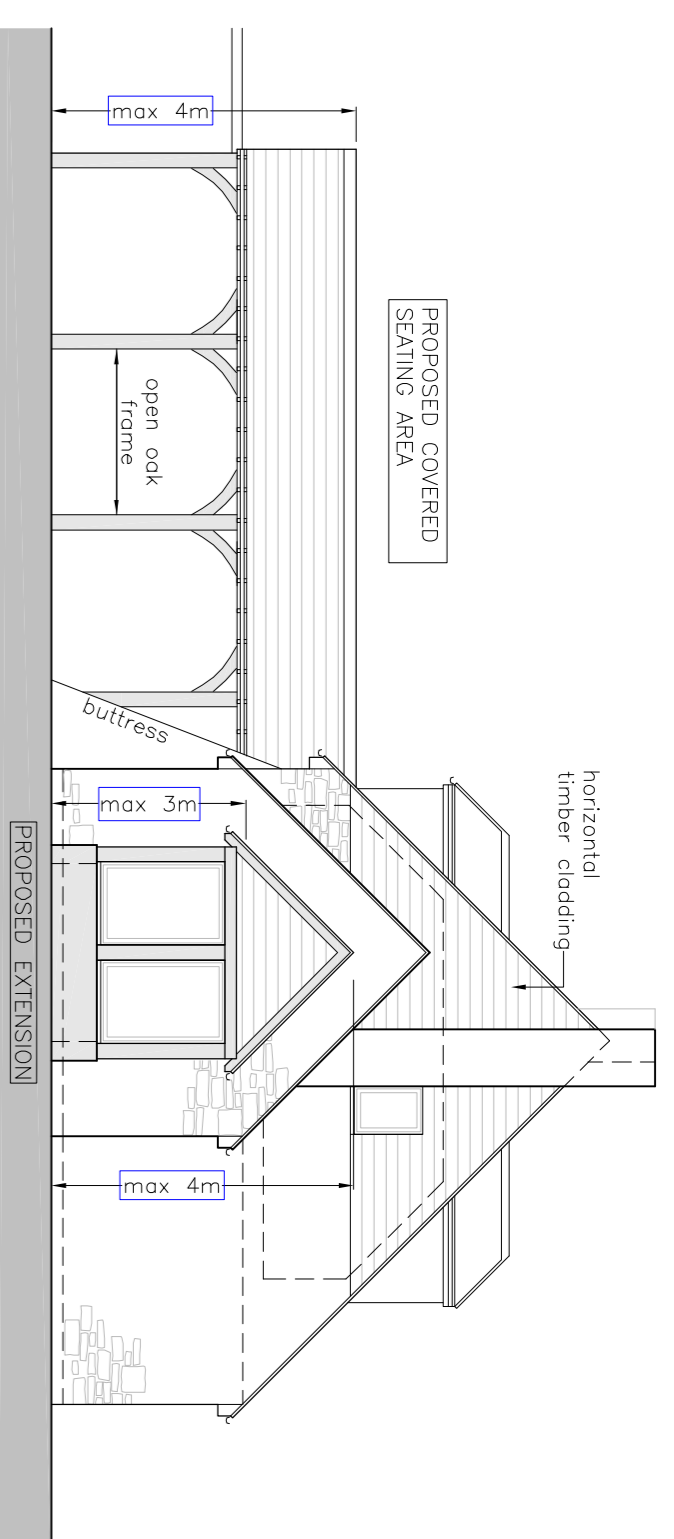 max 4m
PROPOSED COVERED
SEATING AREA
open oak
frame
buttress
horizontal
timber cladding
max 3m
max 4m
PROPOSED EXTENSION